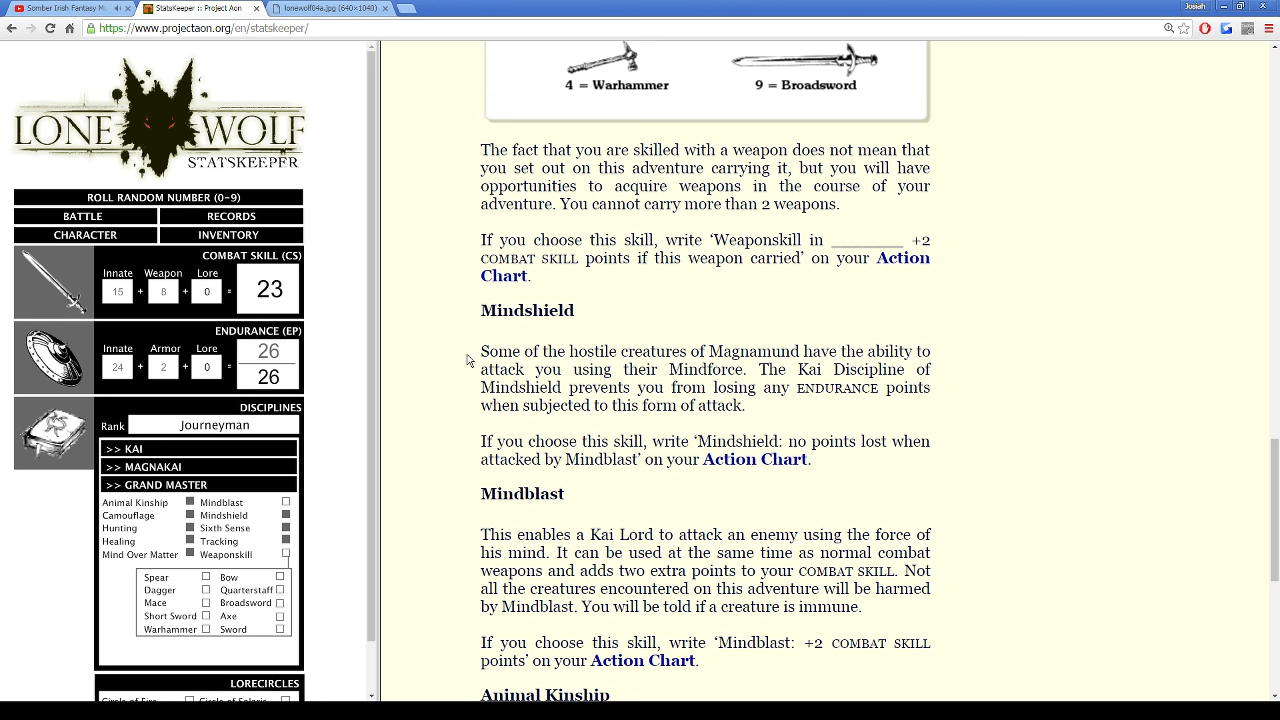 Somber Irish Fantasy Mu
StatsKeeper :: Project Aon
lonewolf04a.jpg (640×1040)
Josiah
https://www.projectaon.org/en/statskeeper/
LONE WOLF
STATSKEEPER
ROLL RANDOM NUMBER (0-9)
BATTLE RECORDS
CHARACTER INVENTORY
COMBAT SKILL (CS)
Innate Weapon Lore
15 + 8 + 0 = 23
ENDURANCE (EP)
Innate Armor Lore
26
24 + 2 + 0 =
26
DISCIPLINES
Rank Journeyman
>> KAI
>> MAGNAKAI
>> GRAND MASTER
Animal Kinship Mindblast
Camouflage Mindshield
Hunting Sixth Sense
Healing Tracking
Mind Over Matter Weaponskill
Spear Bow
Dagger Quarterstaff
Mace Broadsword
Short Sword Axe
Warhammer Sword
LORECIRCLES
Circle of Fire Circle of Solaris
4 = Warhammer 9 = Broadsword
The fact that you are skilled with a weapon does not mean that
you set out on this adventure carrying it, but you will have
opportunities to acquire weapons in the course of your
adventure. You cannot carry more than 2 weapons.
If you choose this skill, write ‘Weaponskill in ________ +2
COMBAT SKILL points if this weapon carried’ on your Action
Chart.
Mindshield
Some of the hostile creatures of Magnamund have the ability to
attack you using their Mindforce. The Kai Discipline of
Mindshield prevents you from losing any ENDURANCE points
when subjected to this form of attack.
If you choose this skill, write ‘Mindshield: no points lost when
attacked by Mindblast’ on your Action Chart.
Mindblast
This enables a Kai Lord to attack an enemy using the force of
his mind. It can be used at the same time as normal combat
weapons and adds two extra points to your COMBAT SKILL. Not
all the creatures encountered on this adventure will be harmed
by Mindblast. You will be told if a creature is immune.
If you choose this skill, write ‘Mindblast: +2 COMBAT SKILL
points’ on your Action Chart.
Animal Kinship